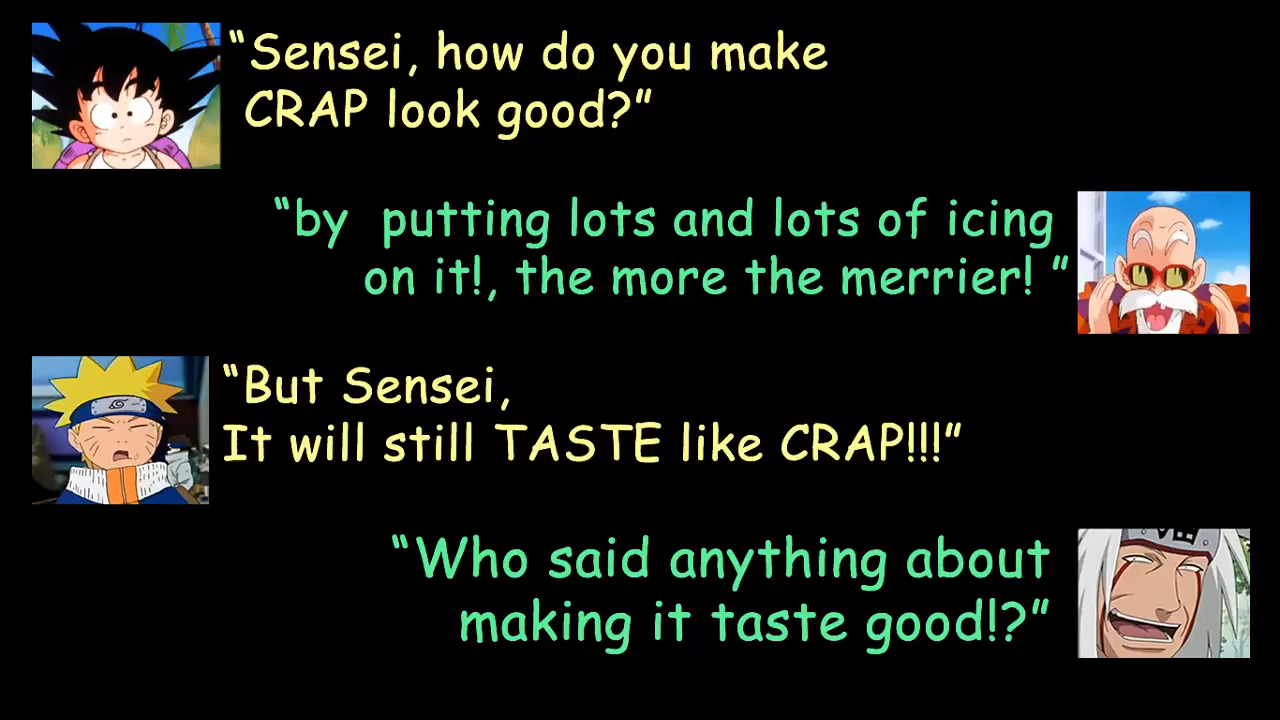 “Sensei, how do you make
CRAP look good?”
“by putting lots and lots of icing
on it!, the more the merrier! ”
“But Sensei,
It will still TASTE like CRAP!!!”
“Who said anything about
making it taste good!?”